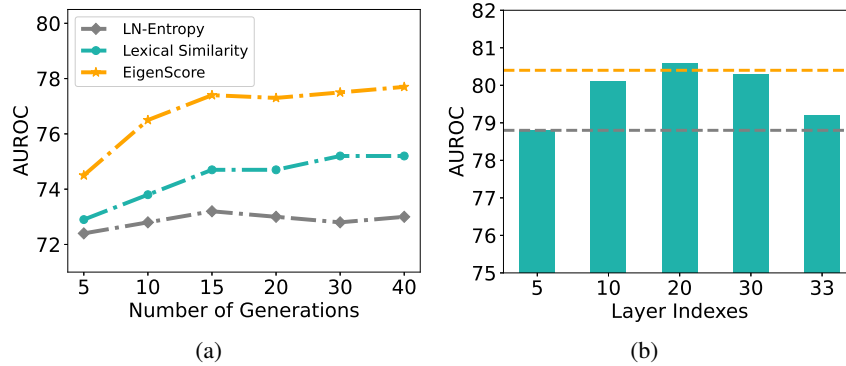 LN-Entropy
Lexical Similarity
EigenScore
80
78
76
74
72
AUROC
5 10 15 20 30 40
Number of Generations
(a)
82
81
80
79
78
77
76
75
AUROC
5 10 20 30 33
Layer Indexes
(b)